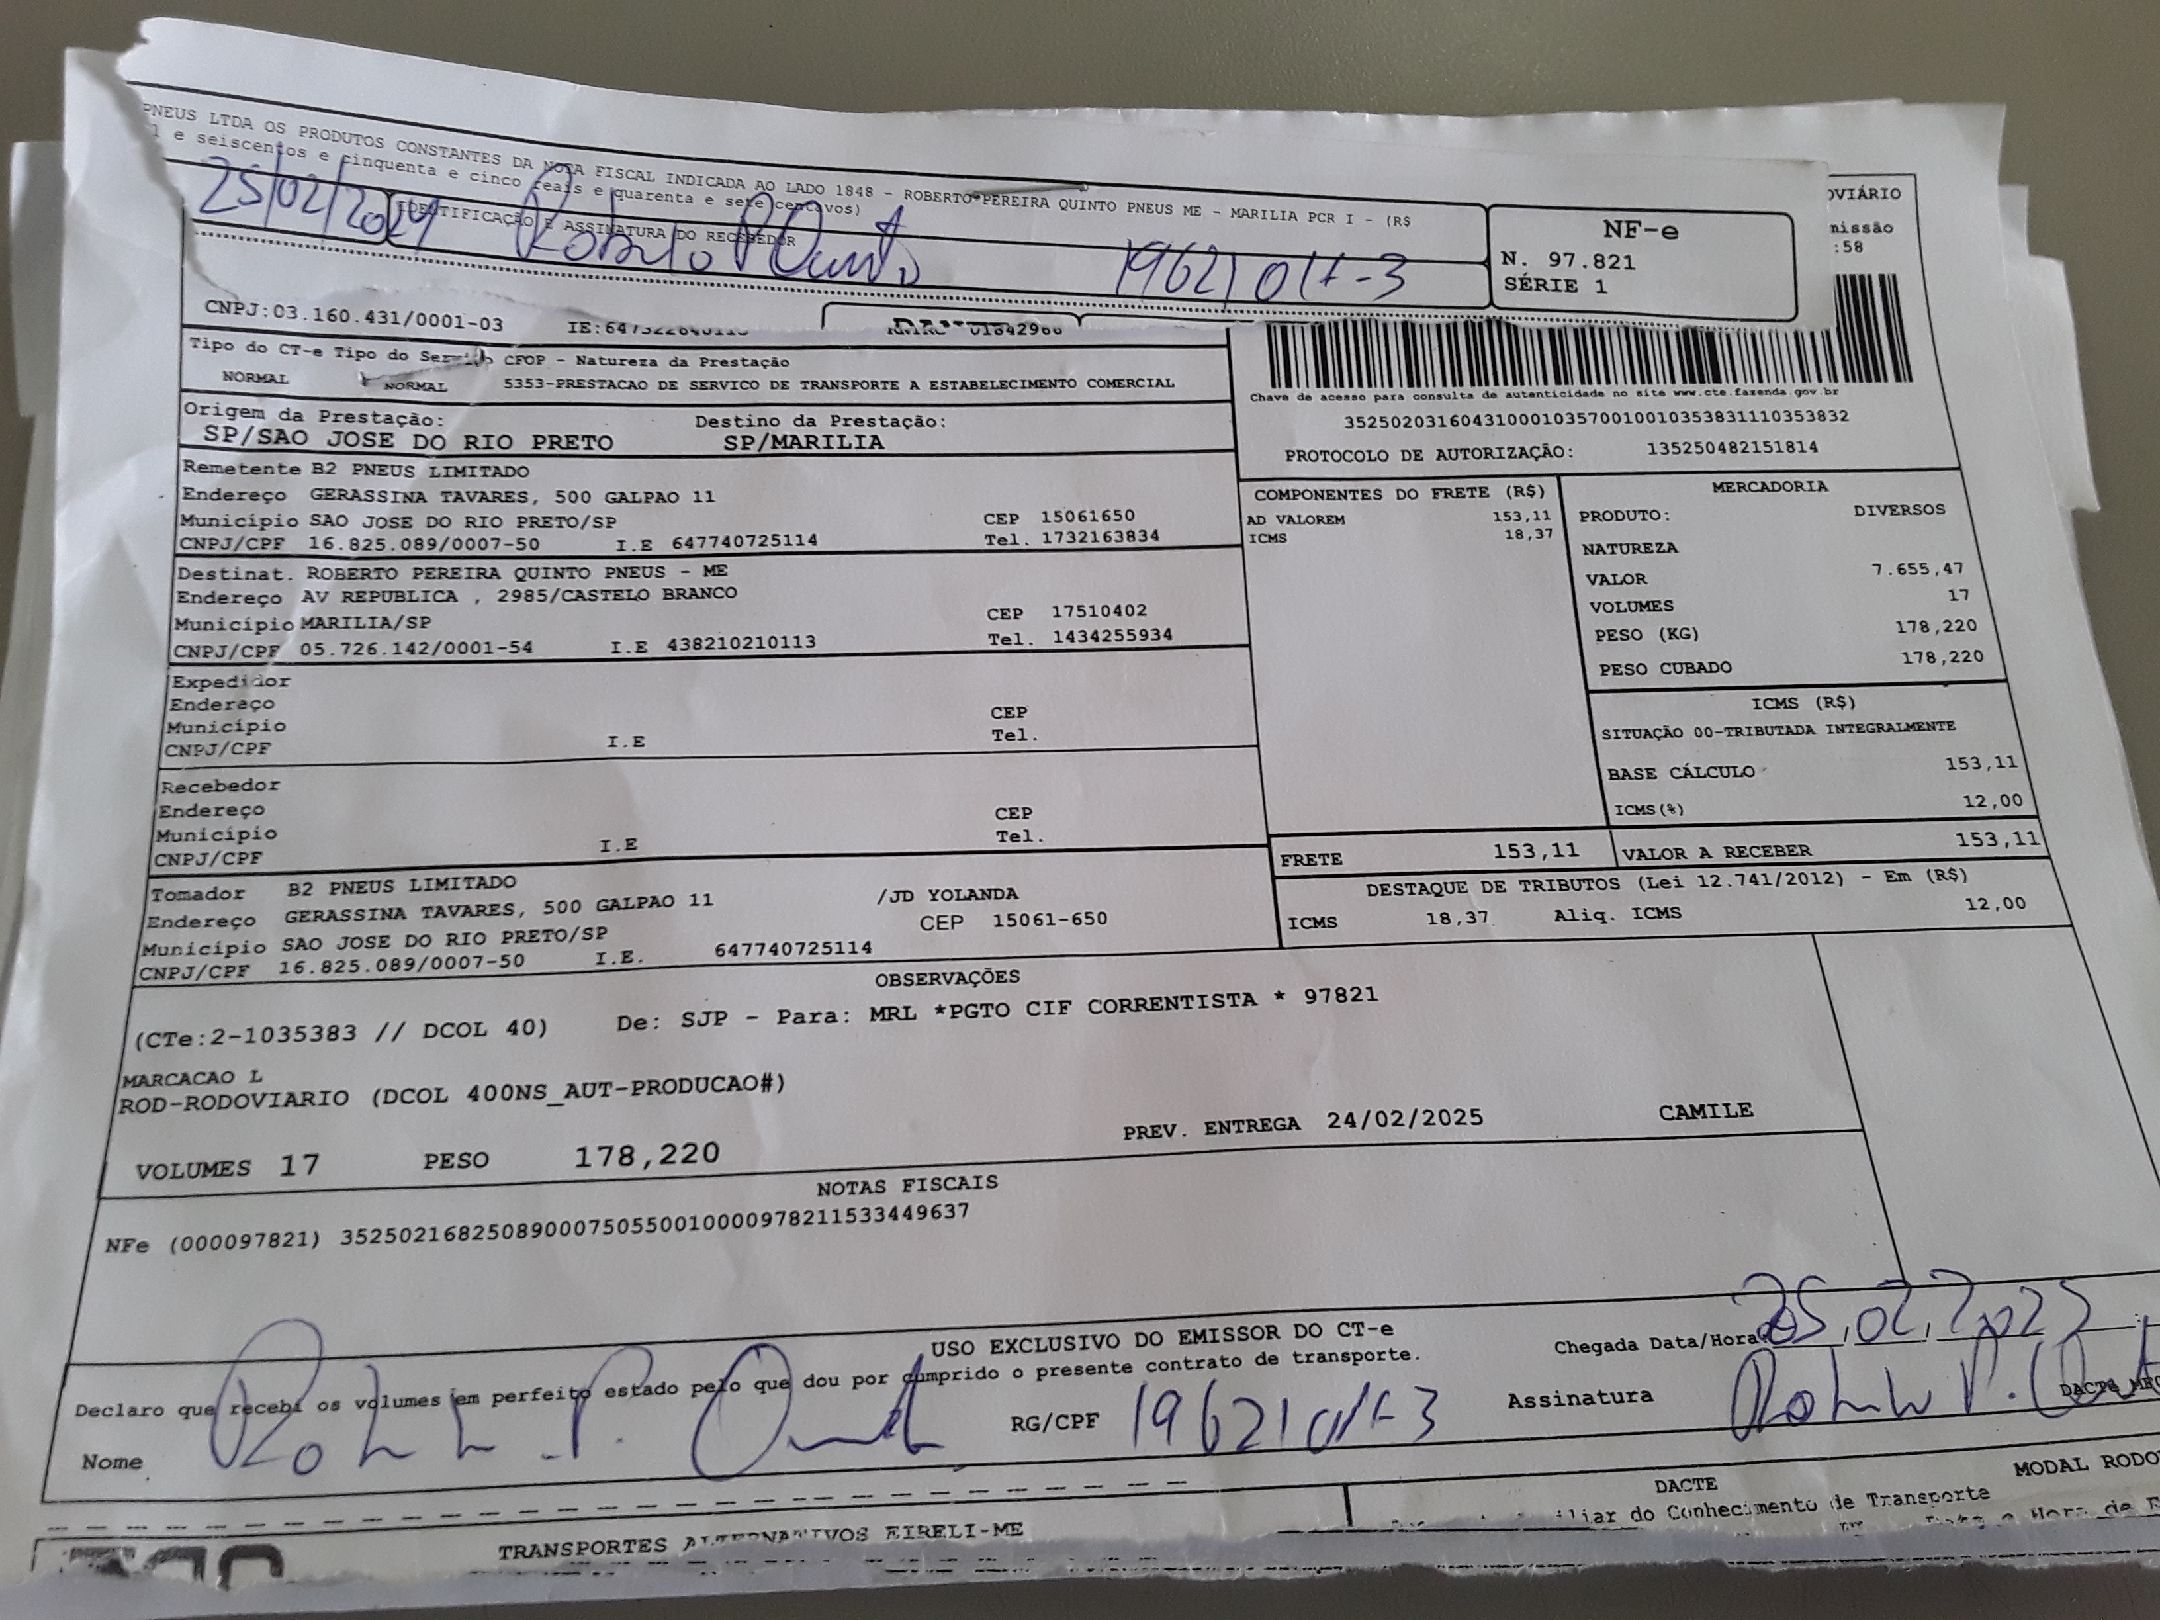 PNEUS LTDA OS PRODUTOS CONSTANTES DA NOTA FISCAL INDICADA AO LADO 1848 - ROBERTO PEREIRA QUINTO PNEUS ME - MARILIA PCR I - (R$
l e seiscentos e cinquenta e cinco reais e quarenta e sete centavos)
IDENTIFICAÇÃO E ASSINATURA DO RECEBEDOR
25/02/2024 Roberto P Quinto
NF-e
N. 97.821
SÉRIE 1
OVIÁRIO
missão
:58
CNPJ:03.160.431/0001-03
Tipo do CT-e Tipo do Serviço CFOP - Natureza da Prestação
NORMAL NORMAL 5353-PRESTACAO DE SERVICO DE TRANSPORTE A ESTABELECIMENTO COMERCIAL
Chave de acesso para consulta de autenticidade no site www.cte.fazenda.gov.br
35250203160431000103570010010353831110353832
PROTOCOLO DE AUTORIZAÇÃO: 135250482151814
Origem da Prestação: Destino da Prestação:
SP/SAO JOSE DO RIO PRETO SP/MARILIA
Remetente B2 PNEUS LIMITADO
Endereço GERASSINA TAVARES, 500 GALPAO 11
Município SAO JOSE DO RIO PRETO/SP CEP 15061650
CNPJ/CPF 16.825.089/0007-50 I.E 647740725114 Tel. 1732163834
Destinat. ROBERTO PEREIRA QUINTO PNEUS - ME
Endereço AV REPUBLICA , 2985/CASTELO BRANCO
Município MARILIA/SP CEP 17510402
CNPJ/CPF 05.726.142/0001-54 I.E 438210210113 Tel. 1434255934
Expedidor
Endereço
Município CEP
CNPJ/CPF I.E Tel.
Recebedor
Endereço
Município CEP
CNPJ/CPF I.E Tel.
Tomador B2 PNEUS LIMITADO
Endereço GERASSINA TAVARES, 500 GALPAO 11 /JD YOLANDA
Município SAO JOSE DO RIO PRETO/SP CEP 15061-650
CNPJ/CPF 16.825.089/0007-50 I.E. 647740725114
COMPONENTES DO FRETE (R$)
AD VALOREM 153,11
ICMS 18,37
MERCADORIA
PRODUTO: DIVERSOS
NATUREZA
VALOR 7.655,47
VOLUMES 17
PESO (KG) 178,220
PESO CUBADO 178,220
ICMS (R$)
SITUAÇÃO 00-TRIBUTADA INTEGRALMENTE
BASE CÁLCULO 153,11
ICMS(%) 12,00
FRETE 153,11 VALOR A RECEBER 153,11
DESTAQUE DE TRIBUTOS (Lei 12.741/2012) - Em (R$)
ICMS 18,37 Aliq. ICMS 12,00
OBSERVAÇÕES
(CTe:2-1035383 // DCOL 40) De: SJP - Para: MRL *PGTO CIF CORRENTISTA * 97821
MARCACAO L
ROD-RODOVIARIO (DCOL 400NS_AUT-PRODUCAO#)
PREV. ENTREGA 24/02/2025 CAMILE
VOLUMES 17 PESO 178,220
NOTAS FISCAIS
NFe (000097821) 35250216825089000750550010000978211533449637
USO EXCLUSIVO DO EMISSOR DO CT-e
Declaro que recebi os volumes em perfeito estado pelo que dou por cumprido o presente contrato de transporte.
Chegada Data/Hora 25/02/2025
Nome Roberto P. Quinto RG/CPF Assinatura Roberto P. Quinto
DACTE
MODAL RODO
iliar do Conhecimento de Transporte
TRANSPORTES ALTERNATIVOS EIRELI-ME